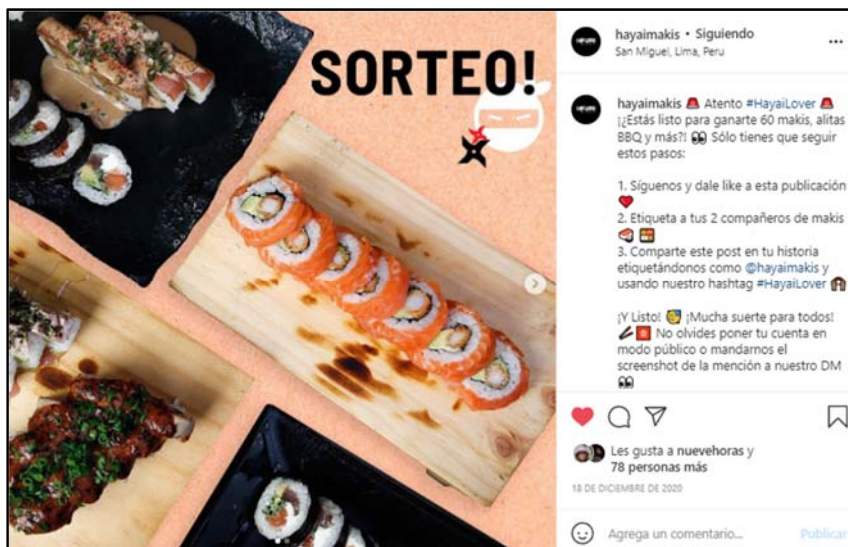 SORTEO!
hayaimakis • Siguiendo
San Miguel, Lima, Peru
hayaimakis 🚨 Atento #HayaiLover 🚨
¡¿Estás listo para ganarte 60 makis, alitas
BBQ y más?! 👀 Sólo tienes que seguir
estos pasos:
1. Síguenos y dale like a esta publicación
❤️
2. Etiqueta a tus 2 compañeros de makis
🍣 🍱
3. Comparte este post en tu historia
etiquetándonos como @hayaimakis y
usando nuestro hashtag #HayaiLover
¡Y Listo! ¡Mucha suerte para todos!
🥢 No olvides poner tu cuenta en
modo público o mandarnos el
screenshot de la mención a nuestro DM
👀
Les gusta a nuevehoras y
78 personas más
18 DE DICIEMBRE DE 2020
Agrega un comentario... Publicar